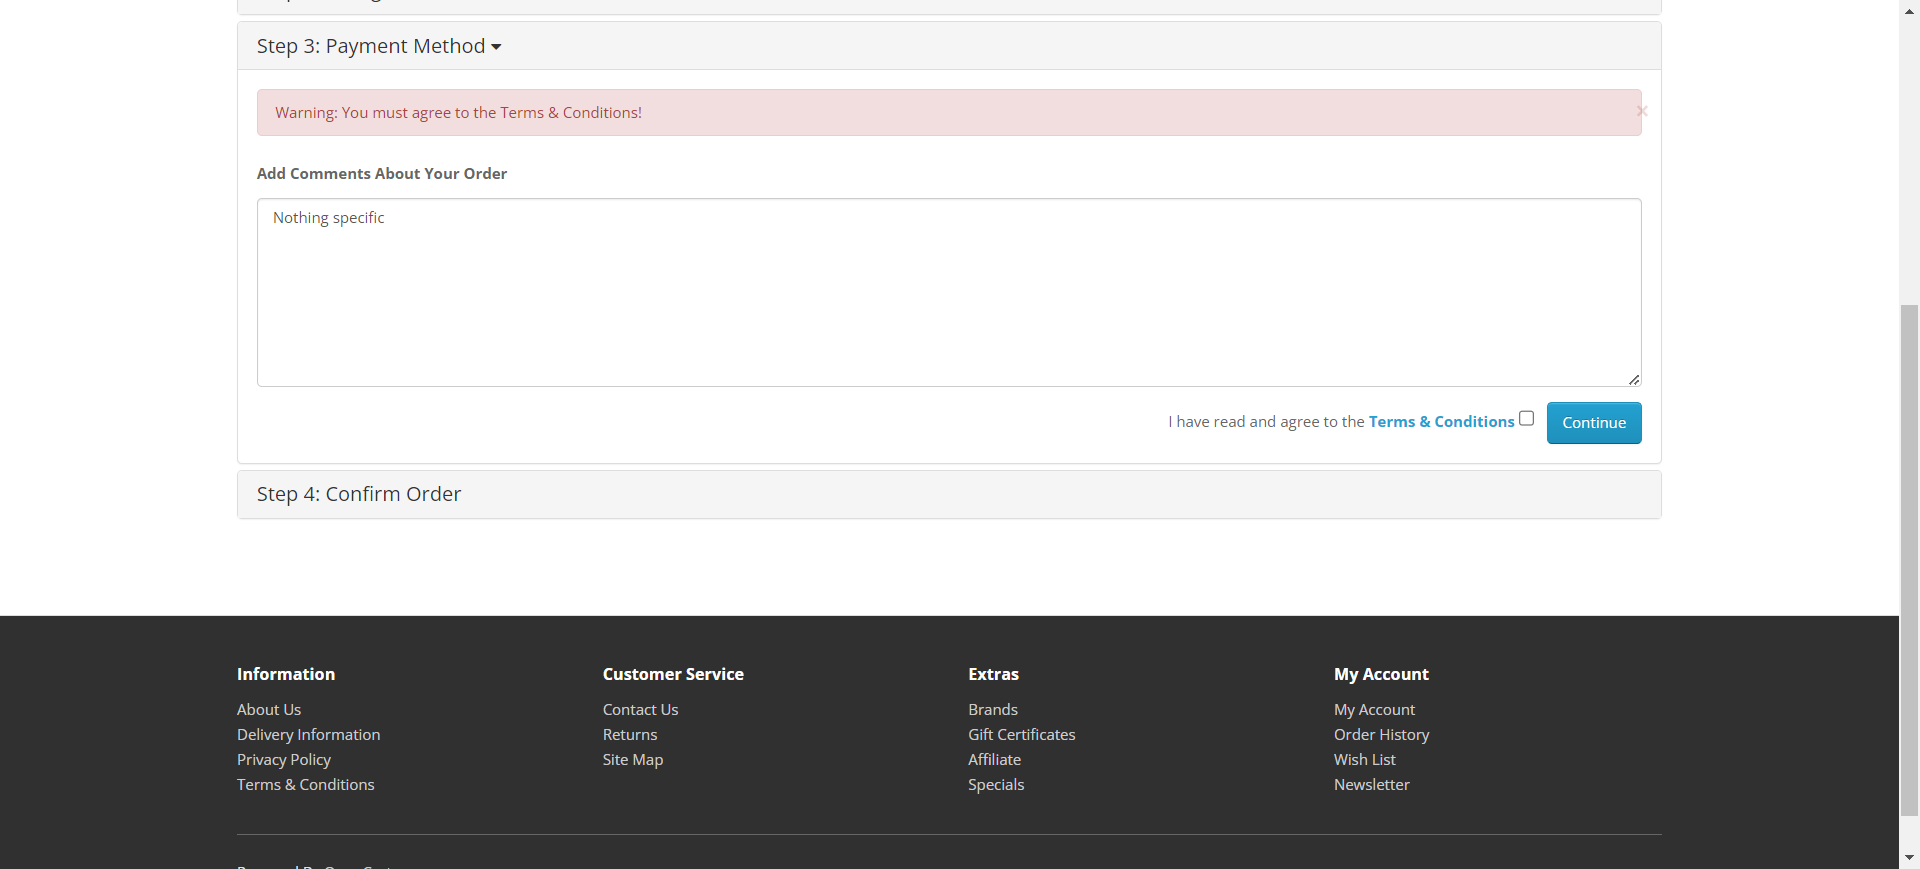 Step 3: Payment Method
Warning: You must agree to the Terms & Conditions!
×
Add Comments About Your Order
Nothing specific
I have read and agree to the Terms & Conditions
Continue
Step 4: Confirm Order
Information
About Us
Delivery Information
Privacy Policy
Terms & Conditions
Customer Service
Contact Us
Returns
Site Map
Extras
Brands
Gift Certificates
Affiliate
Specials
My Account
My Account
Order History
Wish List
Newsletter